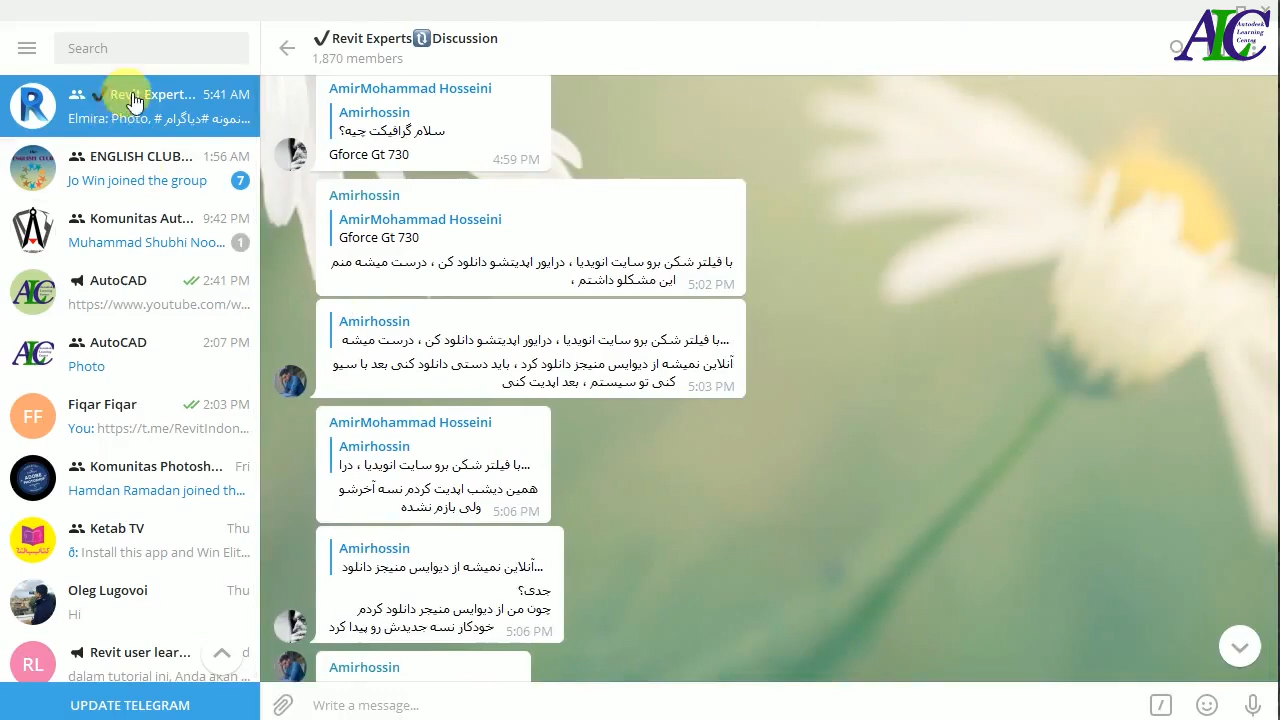 Search
Revit Expert... 5:41 AM
Elmira: Photo, # نمونه #دیاگرام...
ENGLISH CLUB... 1:56 AM
Jo Win joined the group 7
Komunitas Aut... 9:42 PM
Muhammad Shubhi Noo... 1
AutoCAD 2:41 PM
https://www.youtube.com/w...
AutoCAD 2:07 PM
Photo
FF
Fiqar Fiqar 2:03 PM
You: https://t.me/RevitIndon...
Komunitas Photosh... Fri
Hamdan Ramadan joined th...
Ketab TV Thu
Install this app and Win Elit...
Oleg Lugovoi Thu
Hi
RL
Revit user lear... d
dalam tutorial ini, Anda akan
UPDATE TELEGRAM
Revit Experts Discussion
1,870 members
ALC
Autodesk
Learning
Center
AmirMohammad Hosseini
Amirhossin
سلام گرافیکت چیه؟
Gforce Gt 730 4:59 PM
Amirhossin
AmirMohammad Hosseini
Gforce Gt 730
با فیلتر شکن برو سایت انویدیا ، درایور اپدیتشو دانلود کن ، درست میشه منم
این مشکلو داشتم ، 5:02 PM
Amirhossin
با فیلتر شکن برو سایت انویدیا ، درایور اپدیتشو دانلود کن ، درست میشه...
آنلاین نمیشه از دیوایس منیجز دانلود کرد ، باید دستی دانلود کنی بعد با سیو
کنی تو سیستم ، بعد اپدیت کنی 5:03 PM
AmirMohammad Hosseini
Amirhossin
با فیلتر شکن برو سایت انویدیا ، درا...
همین دیشب اپدیت کردم نسه آخرشو
ولی بازم نشده 5:06 PM
Amirhossin
آنلاین نمیشه از دیوایس منیجز دانلود...
جدی؟
چون من از دیوایس منیجر دانلود کردم
خودکار نسه جدیدش رو پیدا کرد 5:06 PM
Amirhossin
Write a message...